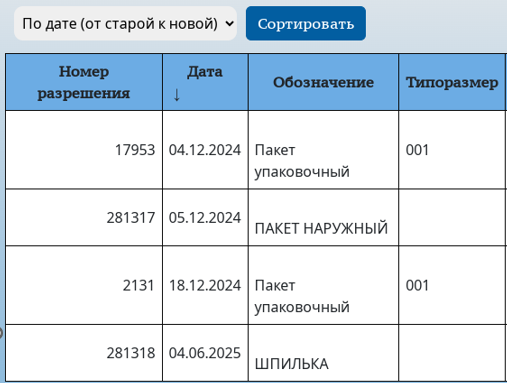 По дате (от старой к новой)
Сортировать
Номер
разрешения
Дата
↓
Обозначение
Типоразмер
17953 04.12.2024 Пакет 001
упаковочный
281317 05.12.2024
ПАКЕТ НАРУЖНЫЙ
2131 18.12.2024 Пакет 001
упаковочный
281318 04.06.2025
ШПИЛЬКА